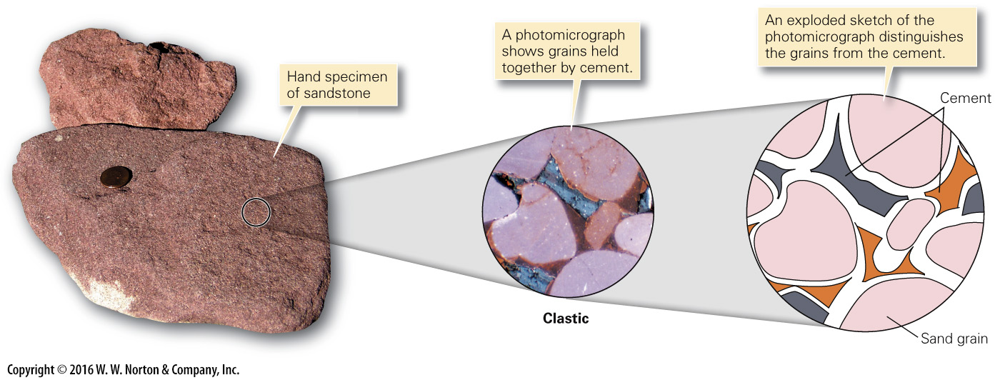 Hand specimen
of sandstone
A photomicrograph
shows grains held
together by cement.
An exploded sketch of the
photomicrograph distinguishes
the grains from the cement.
Cement
Sand grain
Clastic
Copyright © 2016 W. W. Norton & Company, Inc.